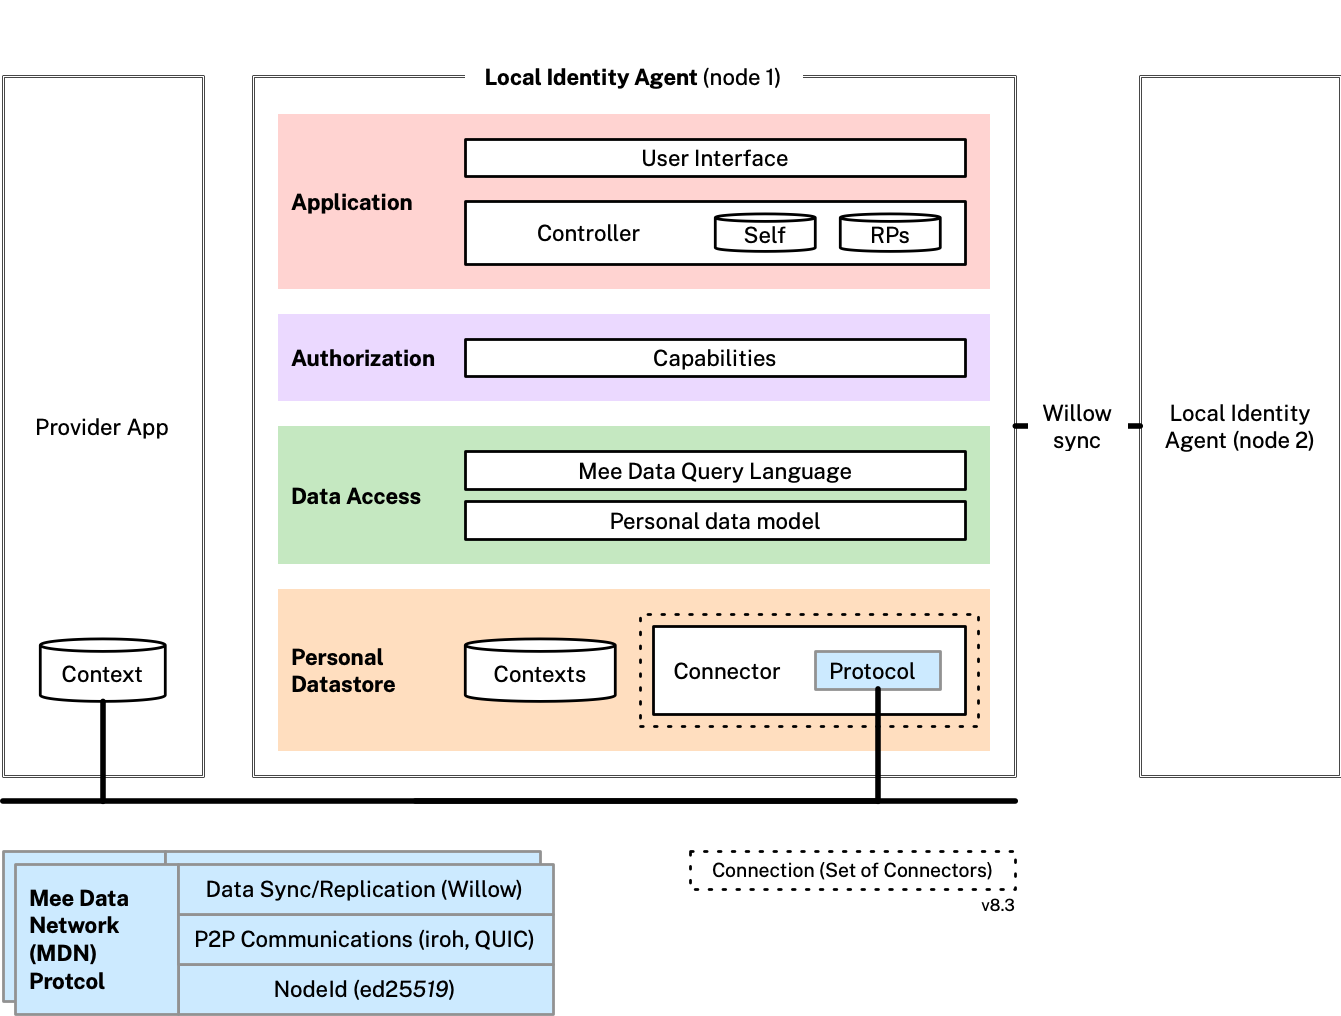 Local Identity Agent (node 1)
User Interface
Application
Controller
Self
RPs
Authorization
Capabilities
Provider App
Willow
sync
Local Identity
Agent (node 2)
Mee Data Query Language
Data Access
Personal data model
Context
Personal
Datastore
Contexts
Connector
Protocol
Connection (Set of Connectors)
v8.3
Mee Data
Network
(MDN)
Protcol
Data Sync/Replication (Willow)
P2P Communications (iroh, QUIC)
NodeId (ed25519)